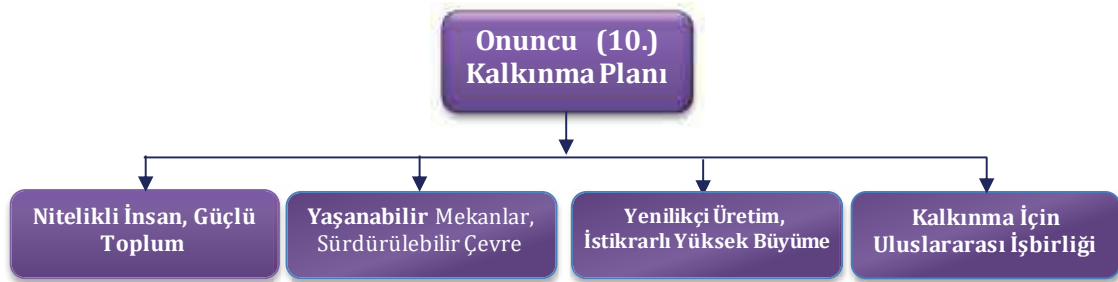 Onuncu (10.)
Kalkınma Planı
Nitelikli İnsan, Güçlü
Toplum
Yaşanabilir Mekanlar,
Sürdürülebilir Çevre
Yenilikçi Üretim,
İstikrarlı Yüksek Büyüme
Kalkınma İçin
Uluslararası İşbirliği